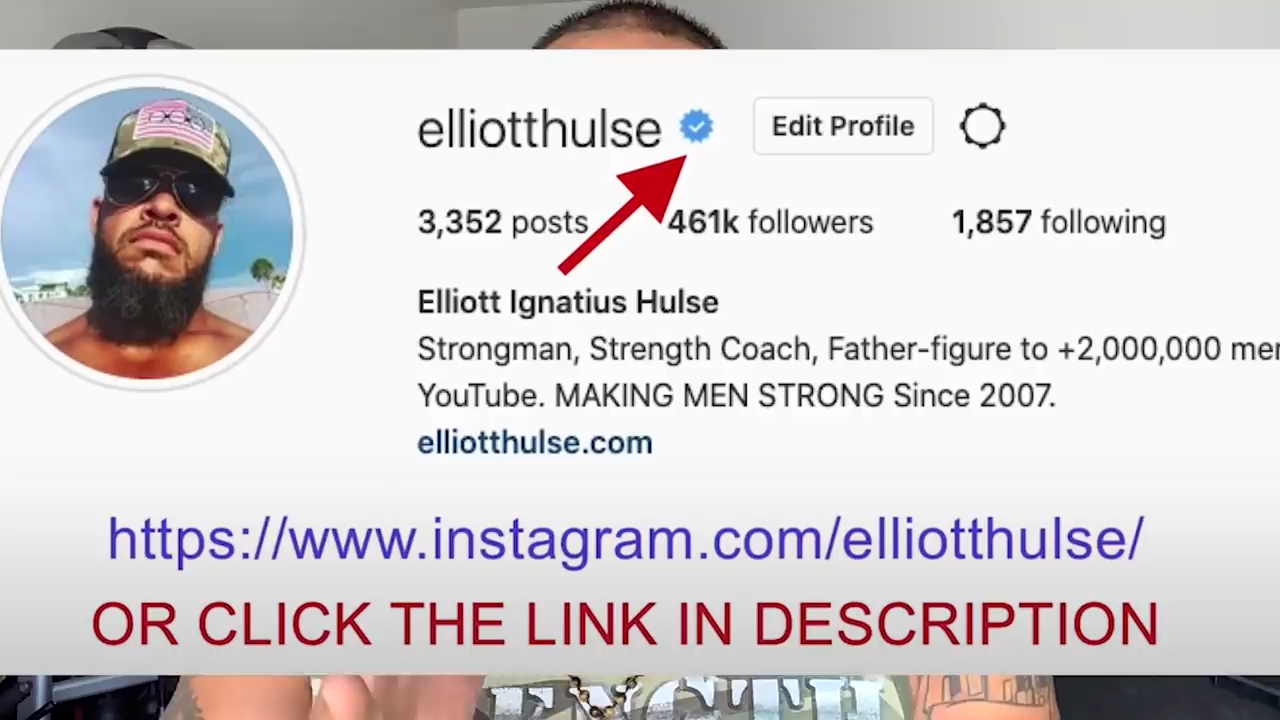 elliotthulse Edit Profile
3,352 posts 461k followers 1,857 following
Elliott Ignatius Hulse
Strongman, Strength Coach, Father-figure to +2,000,000 men
YouTube. MAKING MEN STRONG Since 2007.
elliotthulse.com
https://www.instagram.com/elliotthulse/
OR CLICK THE LINK IN DESCRIPTION